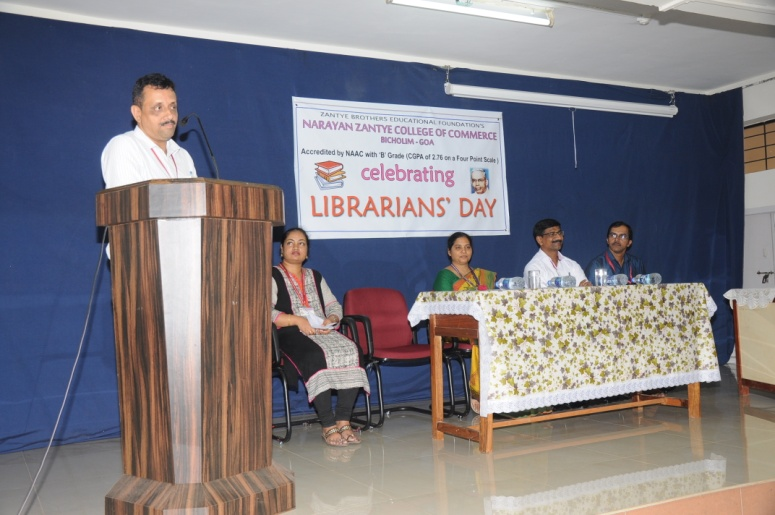 ZANTYE BROTHERS EDUCATIONAL FOUNDATION'S
NARAYAN ZANTYE COLLEGE OF COMMERCE
BICHOLIM - GOA
Accredited by NAAC with 'B' Grade (CGPA of 2.76 on a Four Point Scale)
celebrating
LIBRARIANS' DAY